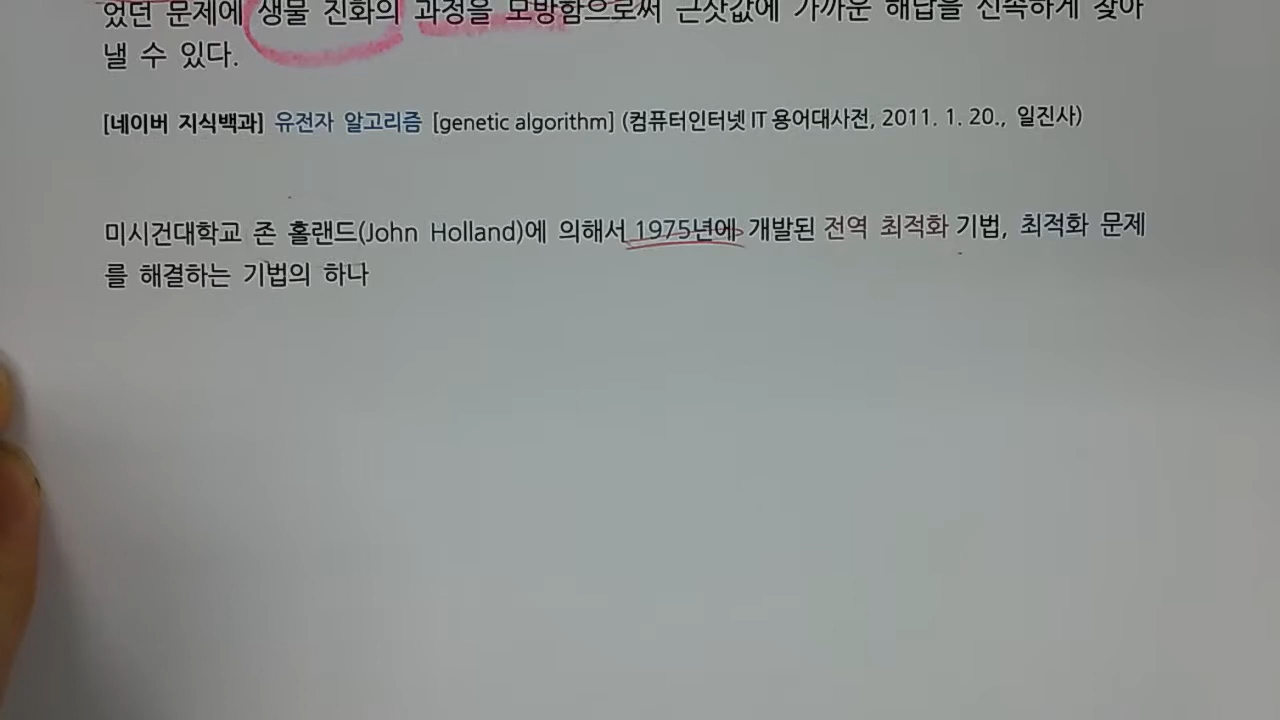 었던 문제에 생물 진화의 과정을 모방함으로써 근삿값에 가까운 해답을 신속하게 찾아
낼 수 있다.
[네이버 지식백과] 유전자 알고리즘 [genetic algorithm] (컴퓨터인터넷 IT 용어대사전, 2011. 1. 20., 일진사)
미시건대학교 존 홀랜드(John Holland)에 의해서 1975년에 개발된 전역 최적화 기법, 최적화 문제
를 해결하는 기법의 하나